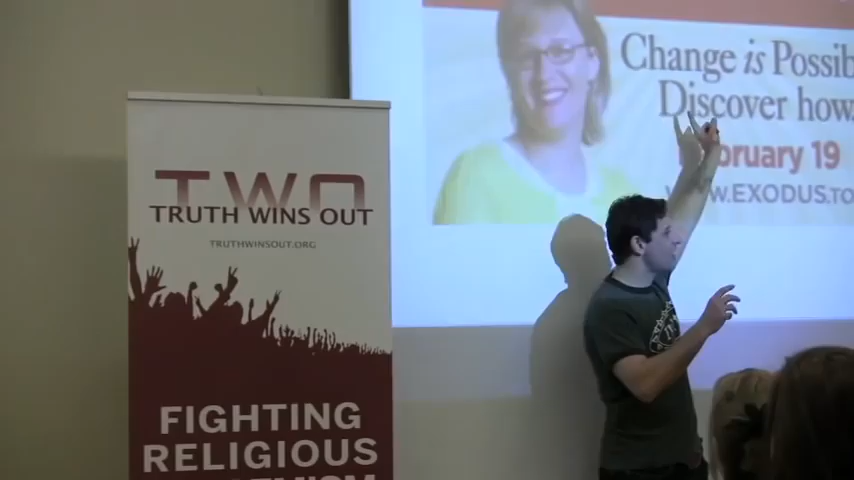 TWO
TRUTH WINS OUT
TRUTHWINSOUT.ORG
FIGHTING
RELIGIOUS
Change is Possib
Discover how.
bruary 19
W.EXODUS.TO